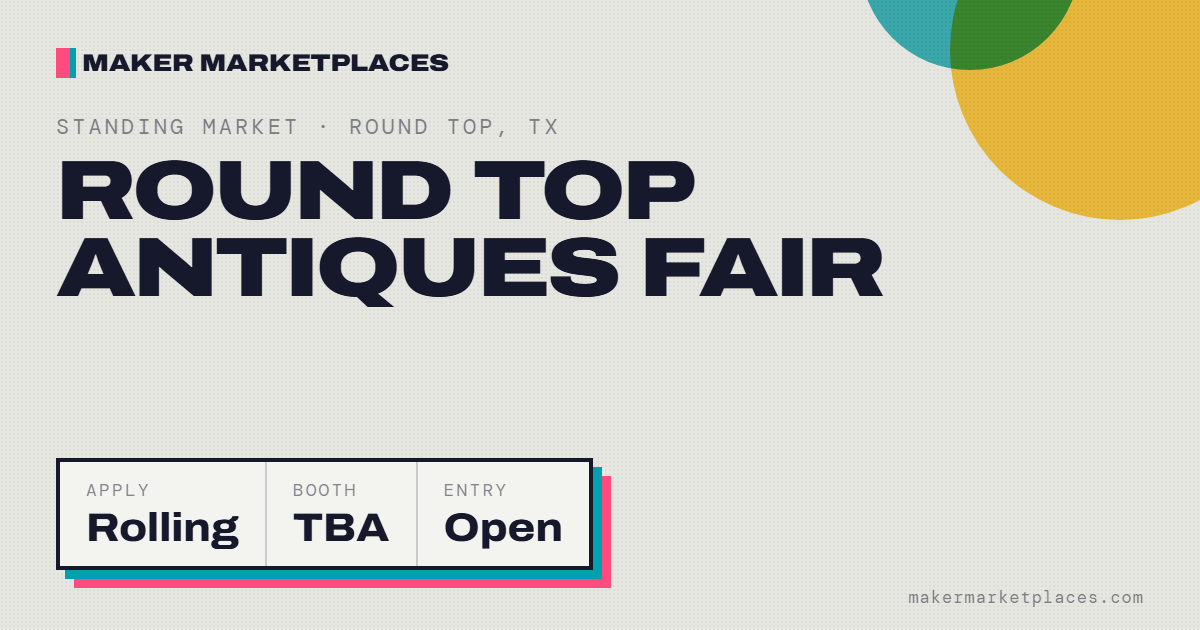 MAKER MARKETPLACES
STANDING MARKET · ROUND TOP, TX
ROUND TOP
ANTIQUES FAIR
APPLY
Rolling
BOOTH
TBA
ENTRY
Open
makermarketplaces.com